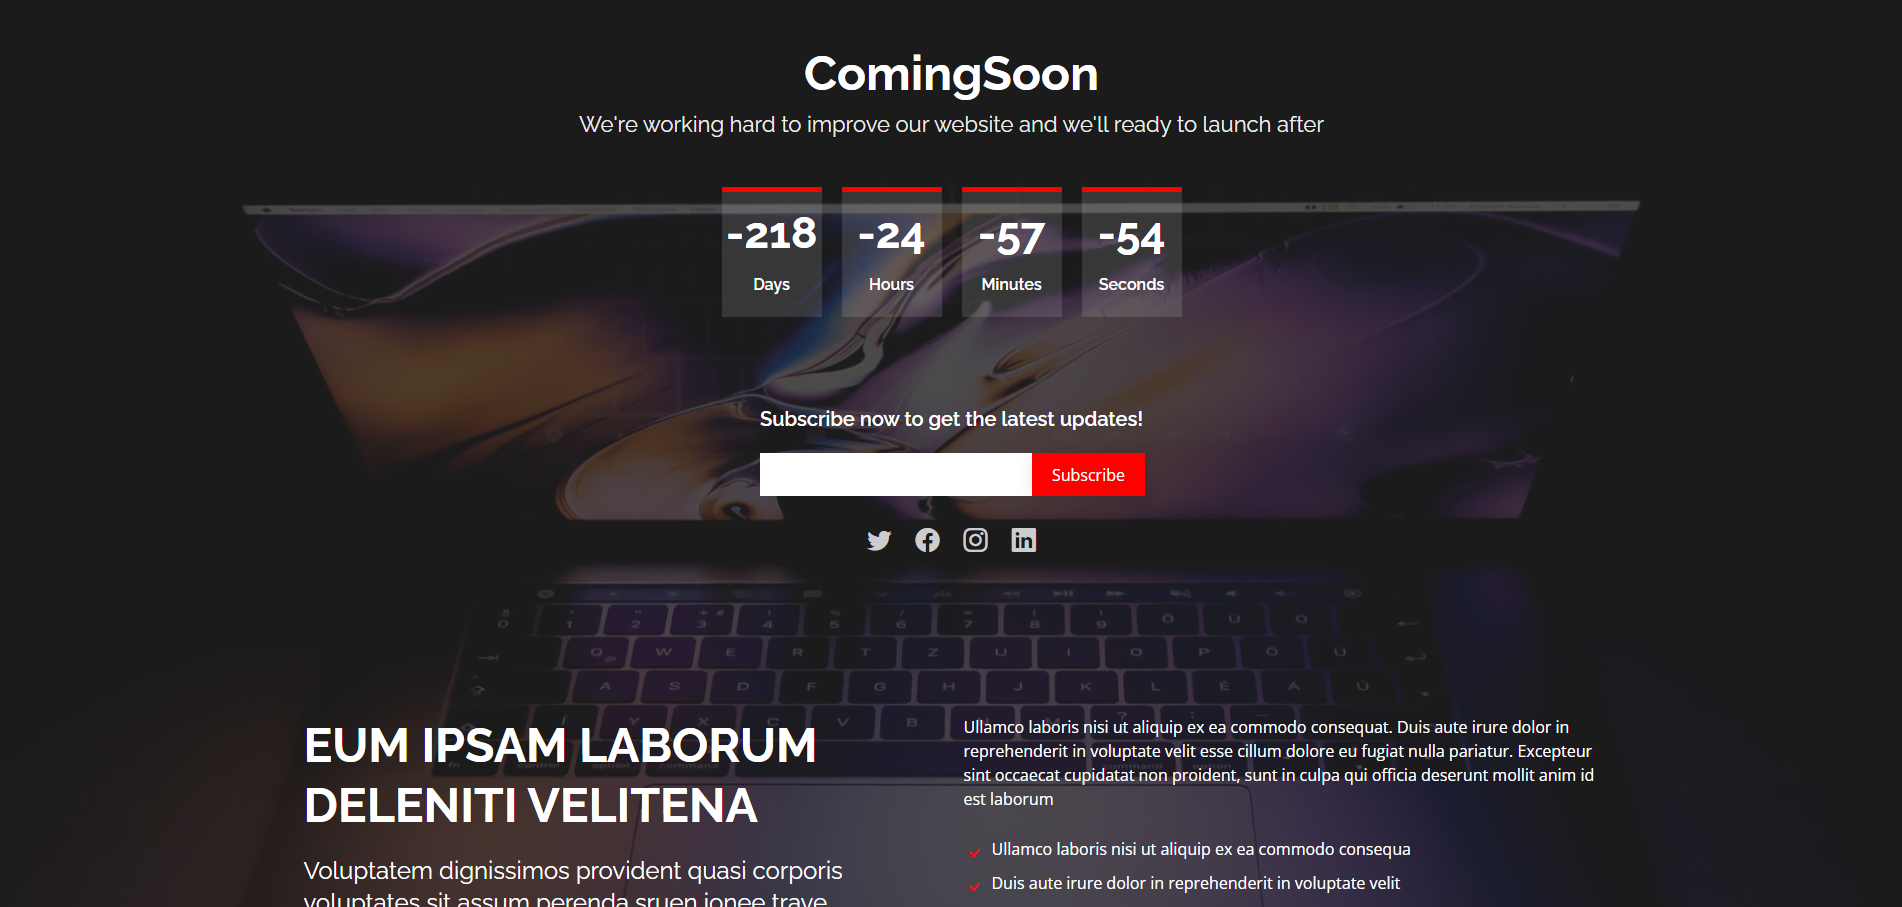 ComingSoon
We're working hard to improve our website and we'll ready to launch after
-218 -24 -57 -54
Days Hours Minutes Seconds
Subscribe now to get the latest updates!
Subscribe
EUM IPSAM LABORUM
DELENITI VELITENA
Voluptatem dignissimos provident quasi corporis
voluptates sit assum perenda sruen jonee trave
Ullamco laboris nisi ut aliquip ex ea commodo consequat. Duis aute irure dolor in
reprehenderit in voluptate velit esse cillum dolore eu fugiat nulla pariatur. Excepteur
sint occaecat cupidatat non proident, sunt in culpa qui officia deserunt mollit anim id
est laborum
Ullamco laboris nisi ut aliquip ex ea commodo consequa
Duis aute irure dolor in reprehenderit in voluptate velit